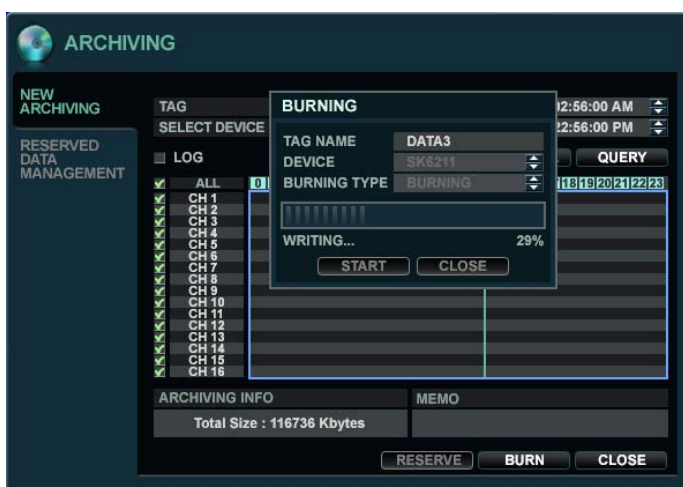 ARCHIVING
NEW
ARCHIVING
RESERVED
DATA
MANAGEMENT
TAG
2:56:00 AM
SELECT DEVICE
2:56:00 PM
LOG
QUERY
ALL 0 18 19 20 21 22 23
CH 1
CH 2
CH 3
CH 4
CH 5
CH 6
CH 7
CH 8
CH 9
CH 10
CH 11
CH 12
CH 13
CH 14
CH 15
CH 16
BURNING
TAG NAME DATA3
DEVICE SK6211
BURNING TYPE BURNING
WRITING... 29%
START CLOSE
ARCHIVING INFO MEMO
Total Size : 116736 Kbytes
RESERVE BURN CLOSE